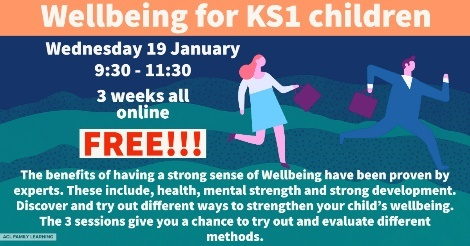 Wellbeing for KS1 children
Wednesday 19 January
9:30 - 11:30
3 weeks all
online
FREE!!!
The benefits of having a strong sense of Wellbeing have been proven by
experts. These include, health, mental strength and strong development.
Discover and try out different ways to strengthen your child's wellbeing.
The 3 sessions give you a chance to try out and evaluate different
methods.
ACL FAMILY LEARNING